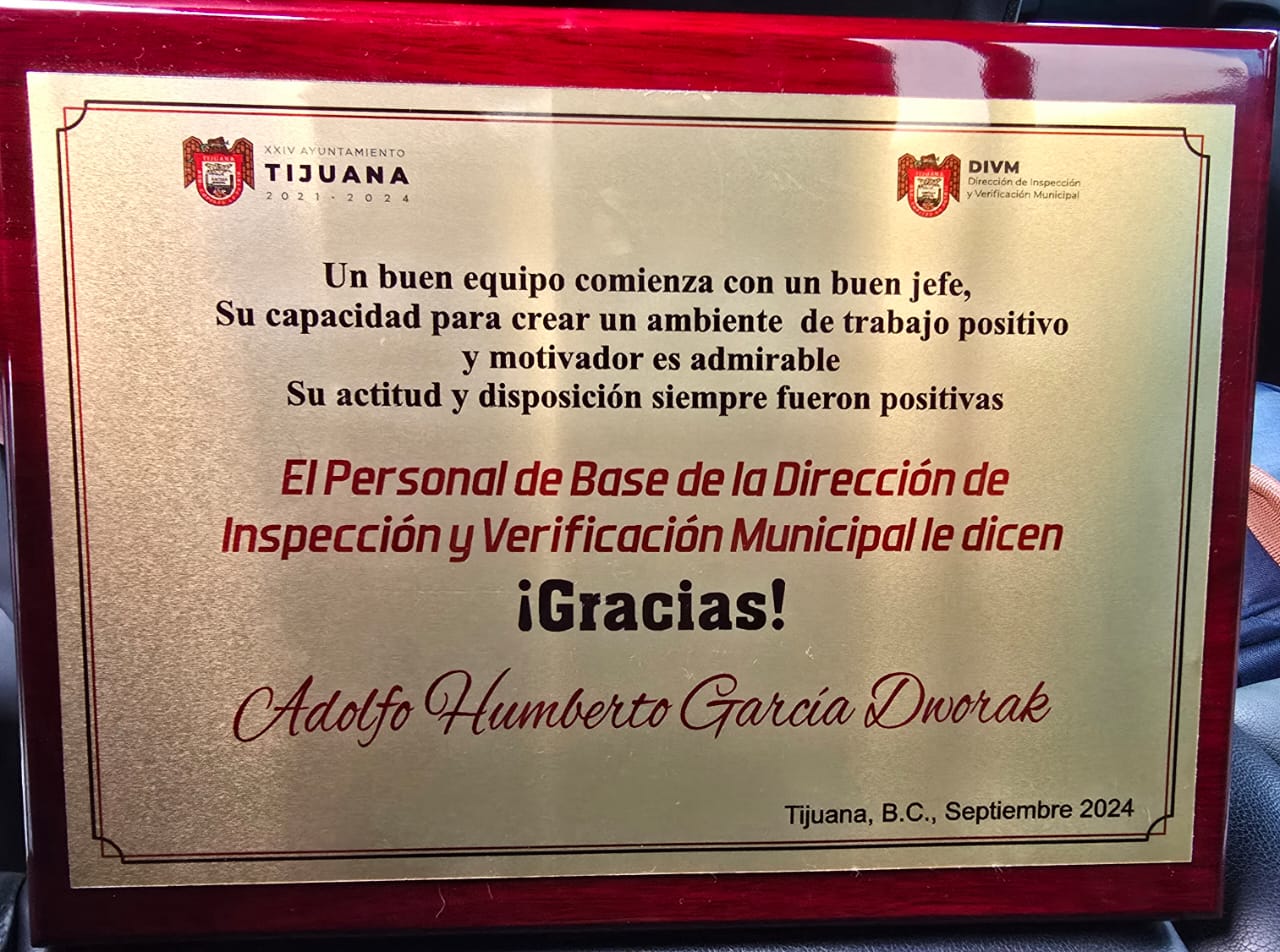 XXIV AYUNTAMIENTO
TIJUANA
2021 - 2024
DIVM
Dirección de Inspección
y Verificación Municipal
Un buen equipo comienza con un buen jefe,
Su capacidad para crear un ambiente de trabajo positivo
y motivador es admirable
Su actitud y disposición siempre fueron positivas
El Personal de Base de la Dirección de
Inspección y Verificación Municipal le dicen
¡Gracias!
Adolfo Humberto García Dworak
Tijuana, B.C., Septiembre 2024